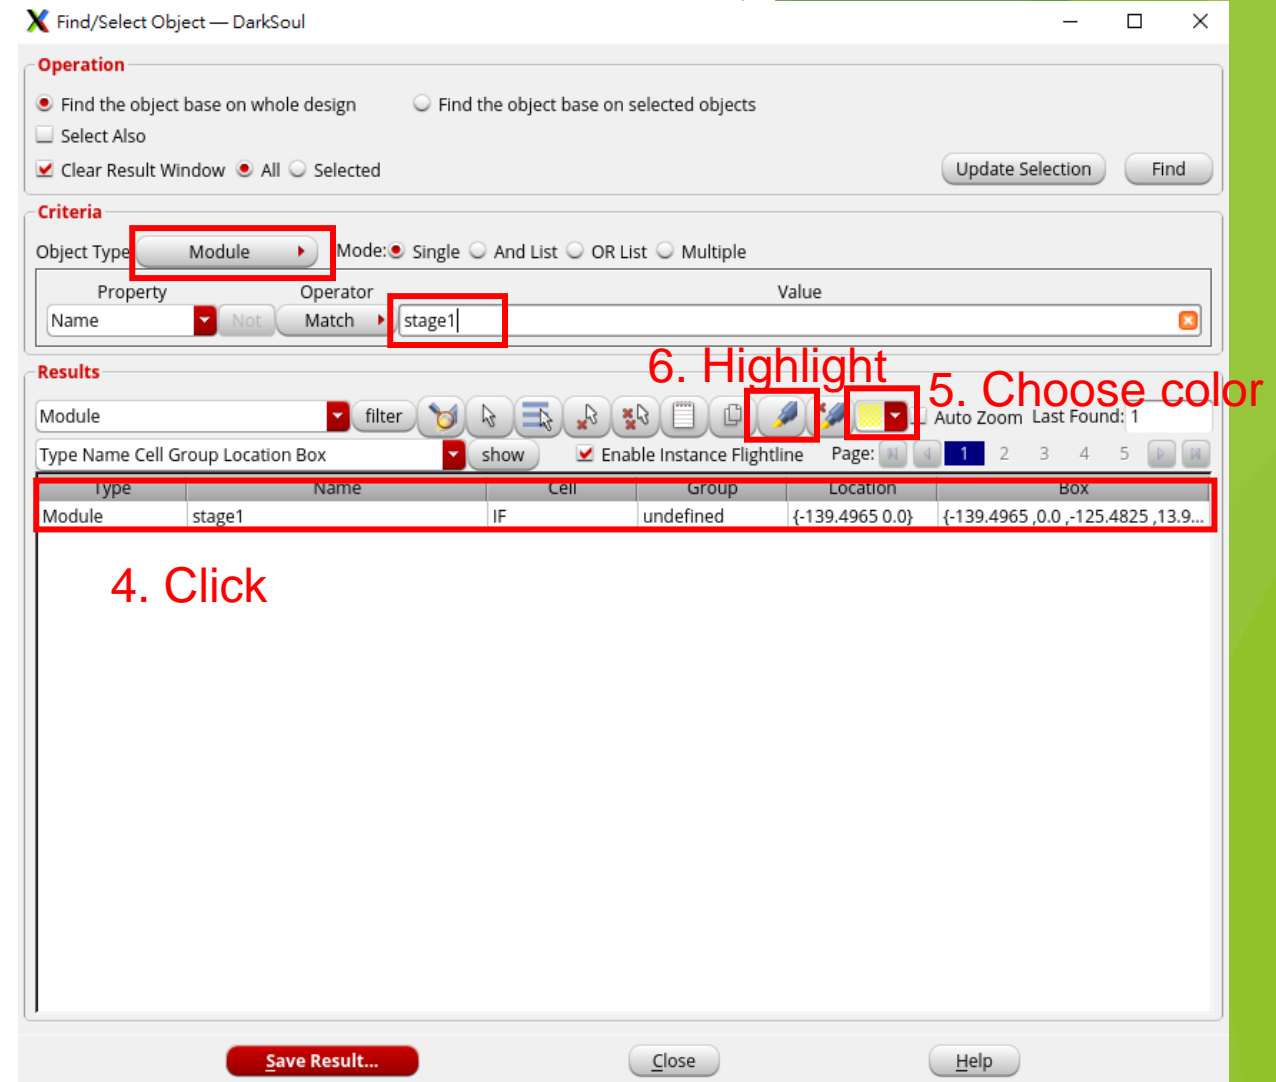 Find/Select Object — DarkSoul
Operation
Find the object base on whole design Find the object base on selected objects
Select Also
Clear Result Window All Selected Update Selection Find
Criteria
Object Type Module Mode: Single And List OR List Multiple
Property Operator Value
Name Not Match stage1
6. Highlight
5. Choose color
Results
Module filter Auto Zoom Last Found: 1
Type Name Cell Group Location Box show Enable Instance Flightline Page: 1 2 3 4 5
Type Name Cell Group Location Box
Module stage1 IF undefined {-139.4965 0.0} {-139.4965 ,0.0 ,-125.4825 ,13.9...
4. Click
Save Result... Close Help